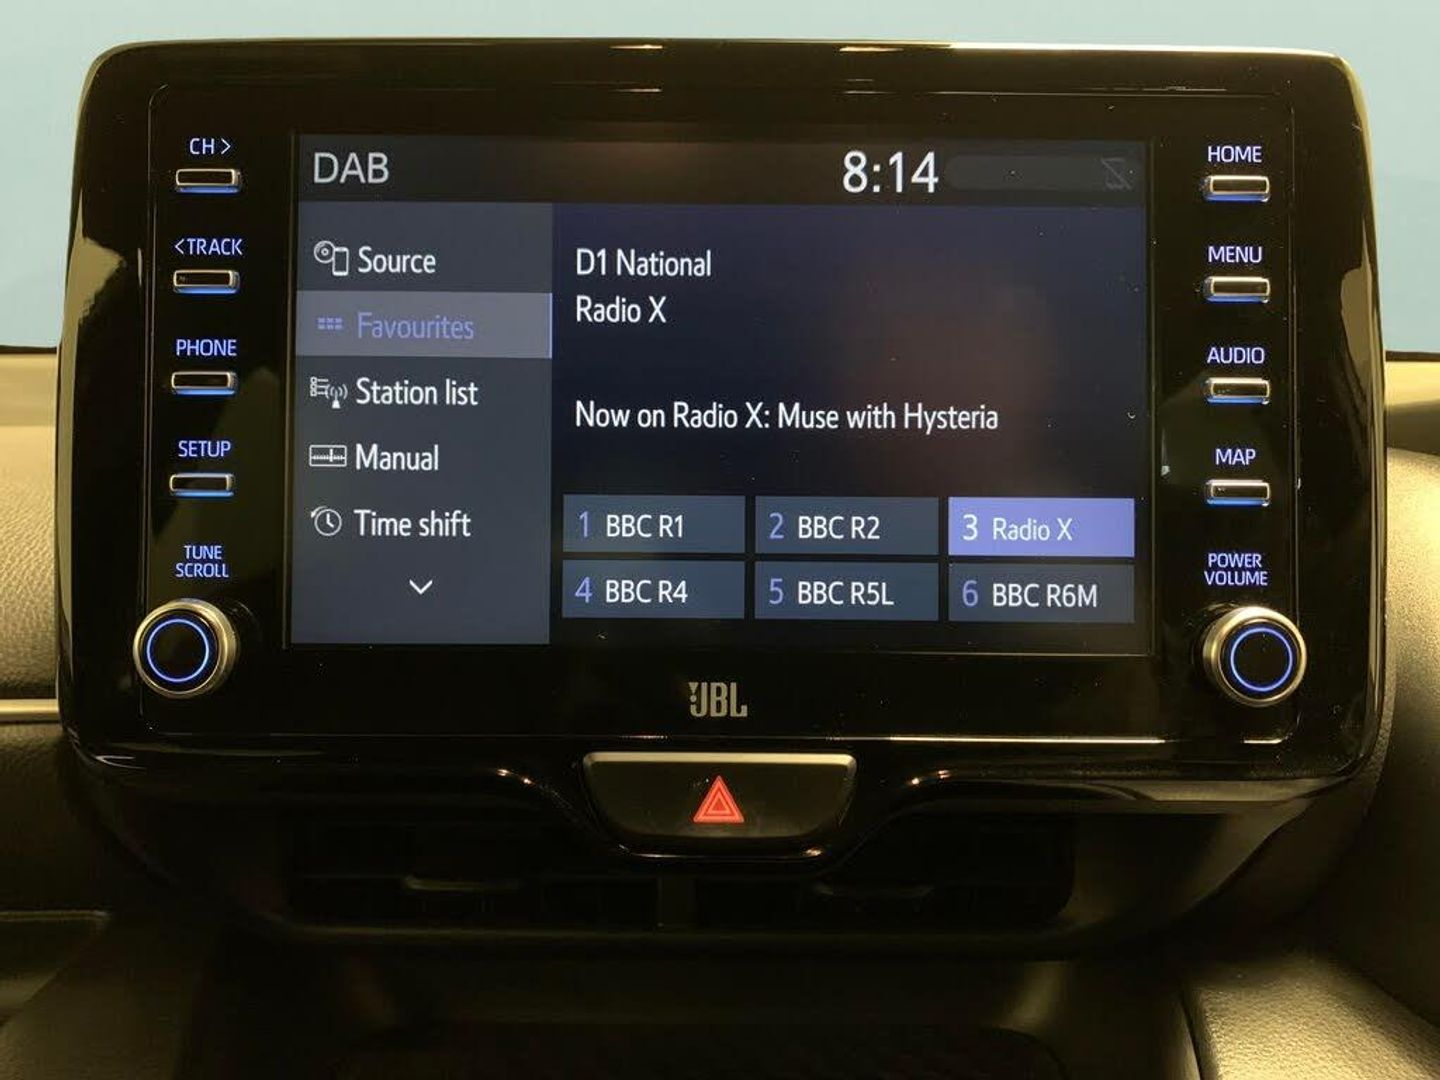 CH >
< TRACK
PHONE
SETUP
TUNE
SCROLL
DAB
8:14
Source
Favourites
Station list
Manual
Time shift
D1 National
Radio X
Now on Radio X: Muse with Hysteria
1 BBC R1
2 BBC R2
3 Radio X
4 BBC R4
5 BBC R5L
6 BBC R6M
HOME
MENU
AUDIO
MAP
POWER
VOLUME
JBL